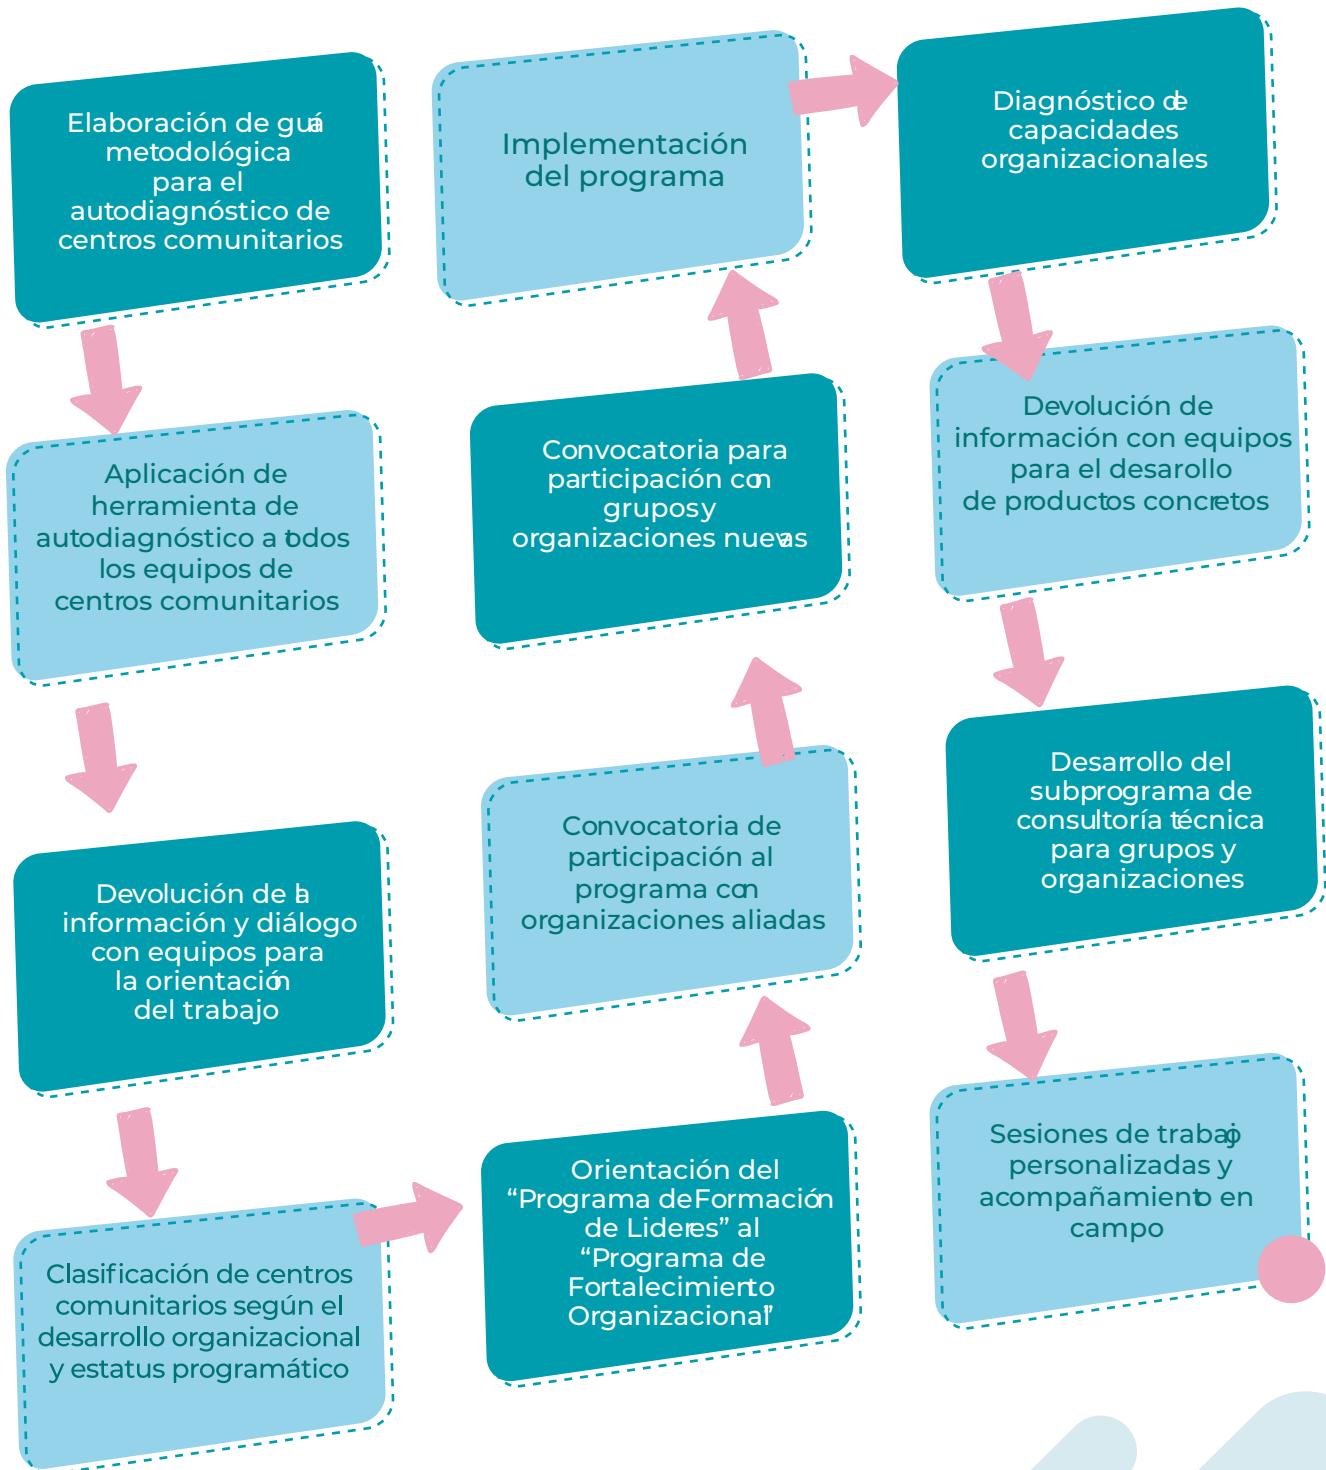 Elaboración de guía
metodológica
para el
autodiagnóstico de
centros comunitarios
Aplicación de
herramienta de
autodiagnóstico a todos
los equipos de
centros comunitarios
Devolución de la
información y diálogo
con equipos para
la orientación
del trabajo
Clasificación de centros
comunitarios según el
desarrollo organizacional
y estatus programático
Orientación del
“Programa de Formación
de Lideres” al
“Programa de
Fortalecimiento
Organizacional”
Convocatoria de
participación al
programa con
organizaciones aliadas
Convocatoria para
participación con
grupos y
organizaciones nuevas
Implementación
del programa
Diagnóstico de
capacidades
organizacionales
Devolución de
información con equipos
para el desarollo
de productos concretos
Desarrollo del
subprograma de
consultoría técnica
para grupos y
organizaciones
Sesiones de trabajo
personalizadas y
acompañamiento en
campo